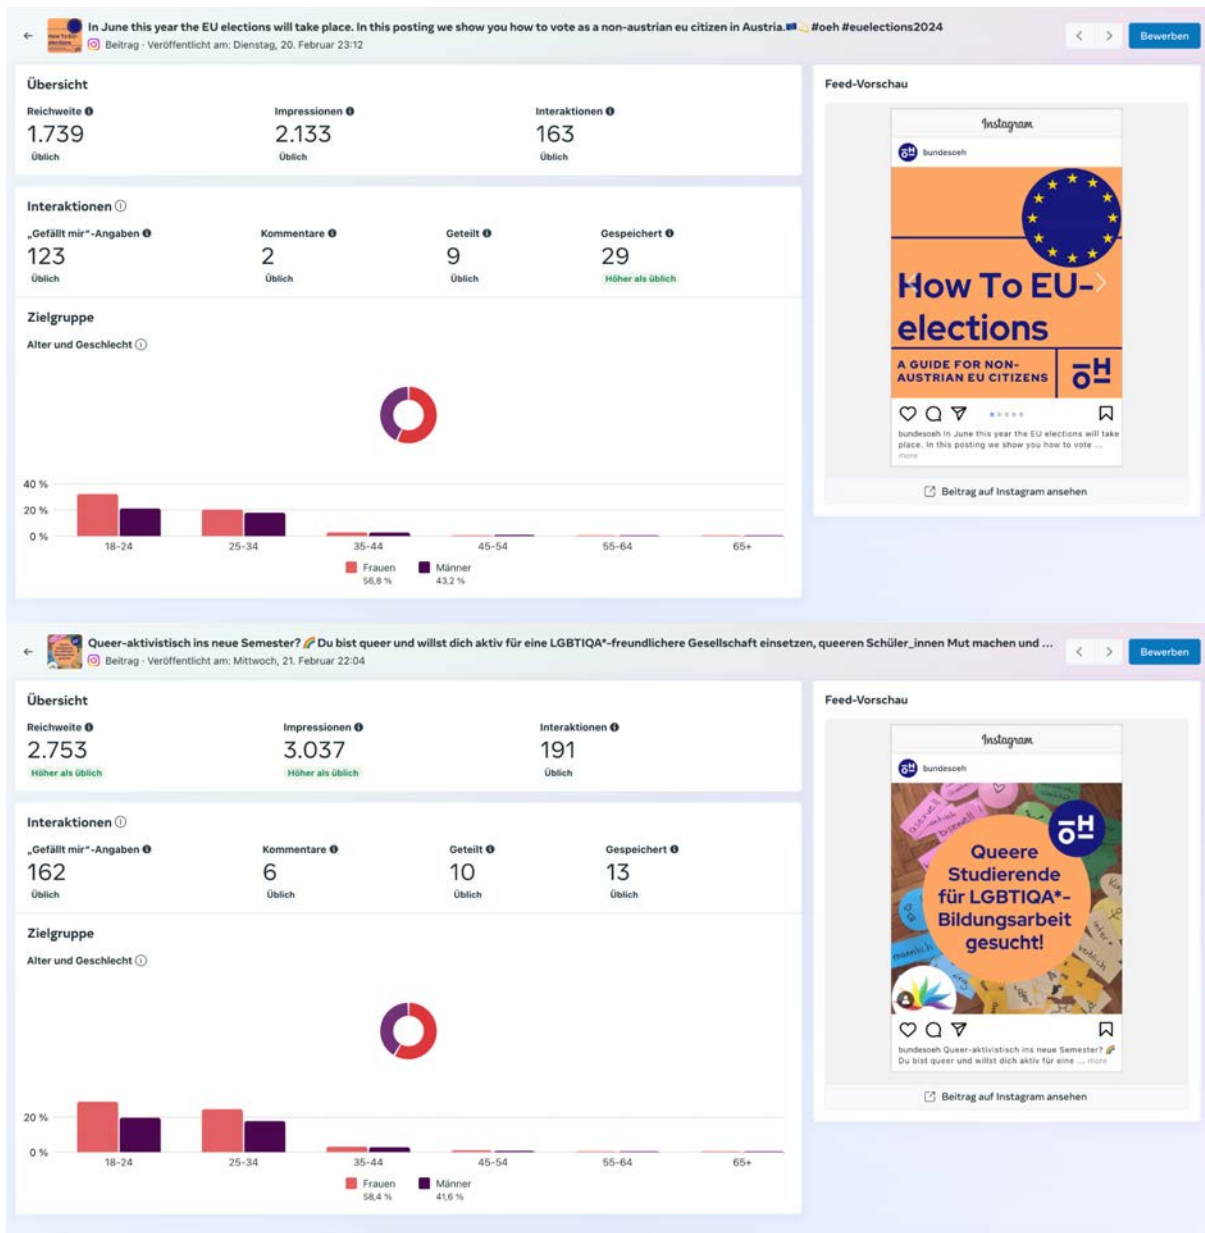 In June this year the EU elections will take place. In this posting we show you how to vote as a non-austrian eu citizen in Austria.🇪🇺💫 #oeh #euelections2024
Beitrag · Veröffentlicht am: Dienstag, 20. Februar 23:12
Bewerben
Übersicht
Reichweite Impressionen Interaktionen
1.739 2.133 163
Üblich Üblich Üblich
Interaktionen
„Gefällt mir“-Angaben Kommentare Geteilt Gespeichert
123 2 9 29
Üblich Üblich Üblich Höher als üblich
Zielgruppe
Alter und Geschlecht
40 %
20 %
0 %
18-24 25-34 35-44 45-54 55-64 65+
Frauen Männer
56,8 % 43,2 %
Feed-Vorschau
Instagram
bundesoeh
How To EU-
elections
A GUIDE FOR NON-
AUSTRIAN EU CITIZENS
ōH
bundesoeh In June this year the EU elections will take
place. In this posting we show you how to vote ...
more
Beitrag auf Instagram ansehen
Queer-aktivistisch ins neue Semester?🌈 Du bist queer und willst dich aktiv für eine LGBTIQA*-freundlichere Gesellschaft einsetzen, queeren Schüler_innen Mut machen und ...
Beitrag · Veröffentlicht am: Mittwoch, 21. Februar 22:04
Bewerben
Übersicht
Reichweite Impressionen Interaktionen
2.753 3.037 191
Höher als üblich Höher als üblich Üblich
Interaktionen
„Gefällt mir“-Angaben Kommentare Geteilt Gespeichert
162 6 10 13
Üblich Üblich Üblich Üblich
Zielgruppe
Alter und Geschlecht
20 %
0 %
18-24 25-34 35-44 45-54 55-64 65+
Frauen Männer
58,4 % 41,6 %
Feed-Vorschau
Instagram
bundesoeh
asexuell
bisexuell
ōH
Queere
Studierende
für LGBTIQA*-
Bildungsarbeit
gesucht!
männlich
inter
weiblich
bundesoeh Queer-aktivistisch ins neue Semester? 🌈
Du bist queer und willst dich aktiv für eine ... more
Beitrag auf Instagram ansehen